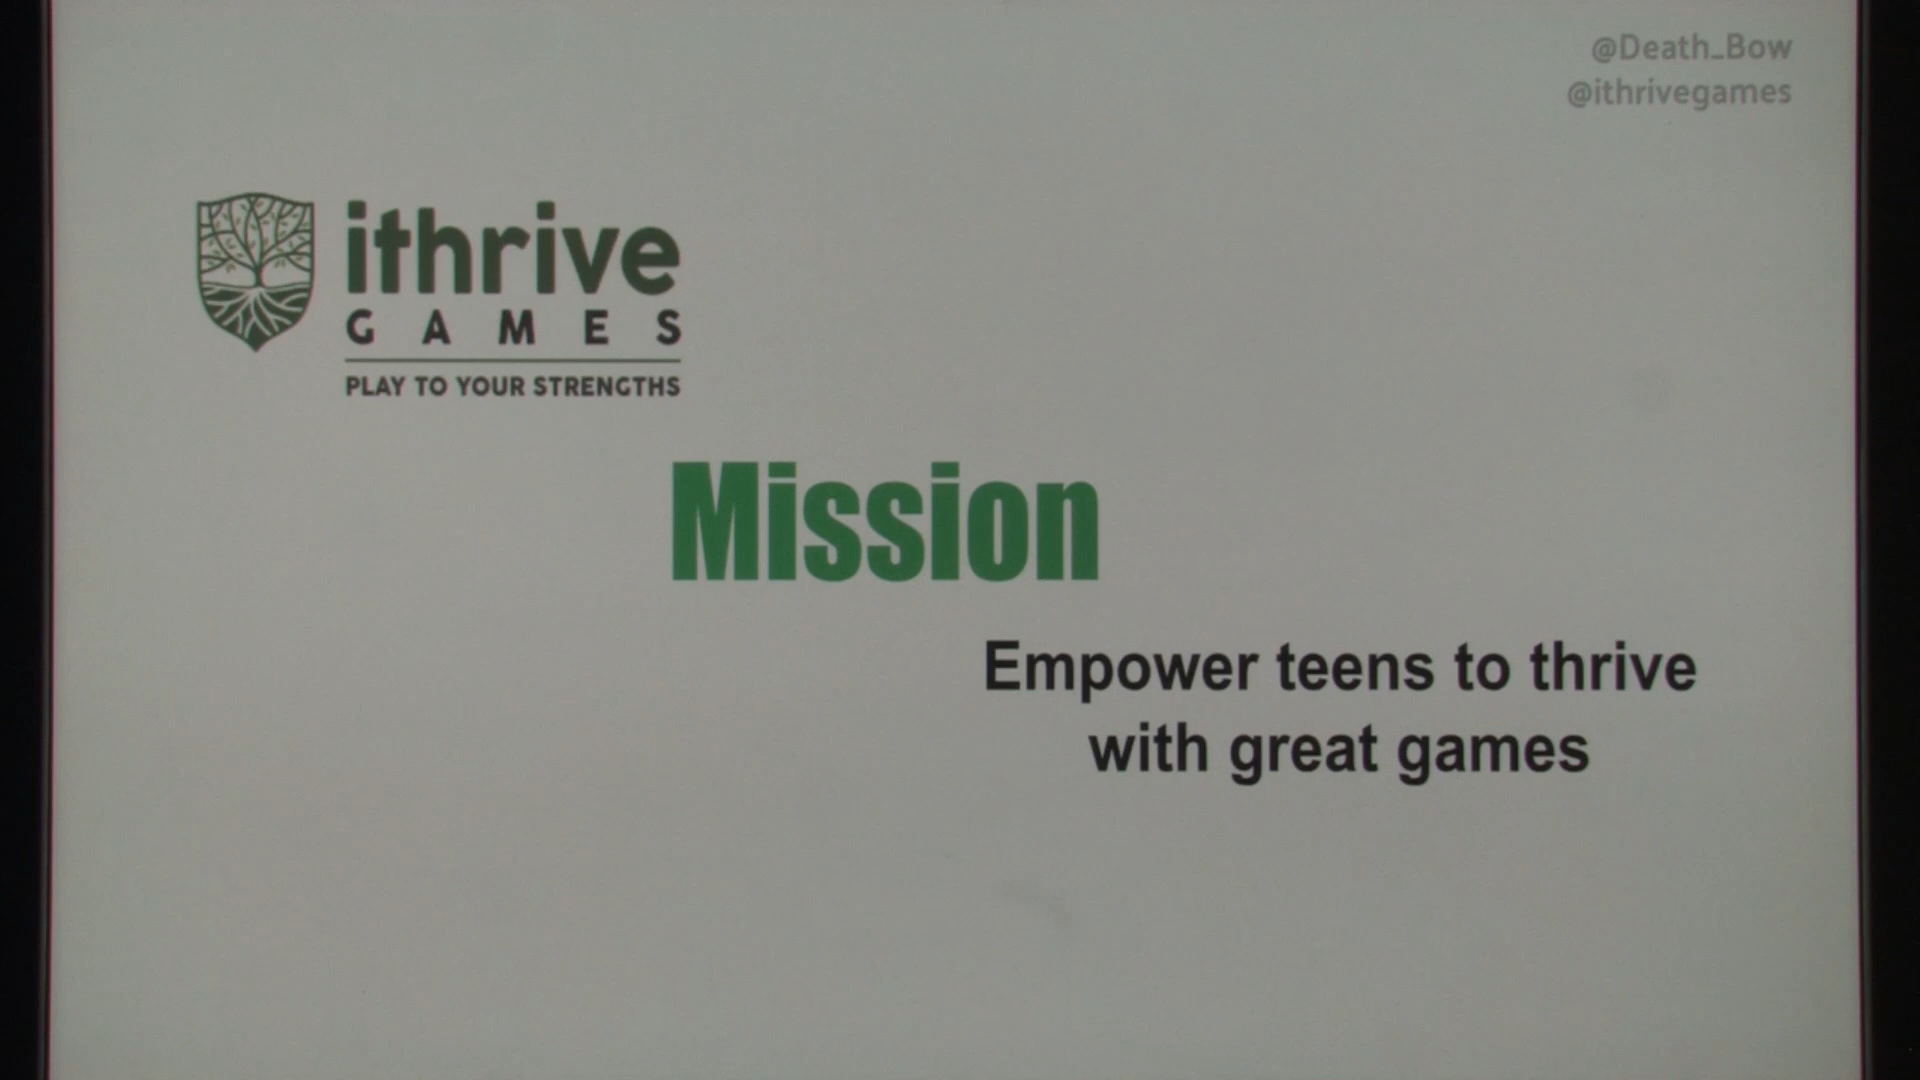 @Death_Bow
@ithrivegames
ithrive
GAMES
PLAY TO YOUR STRENGTHS
Mission
Empower teens to thrive
with great games